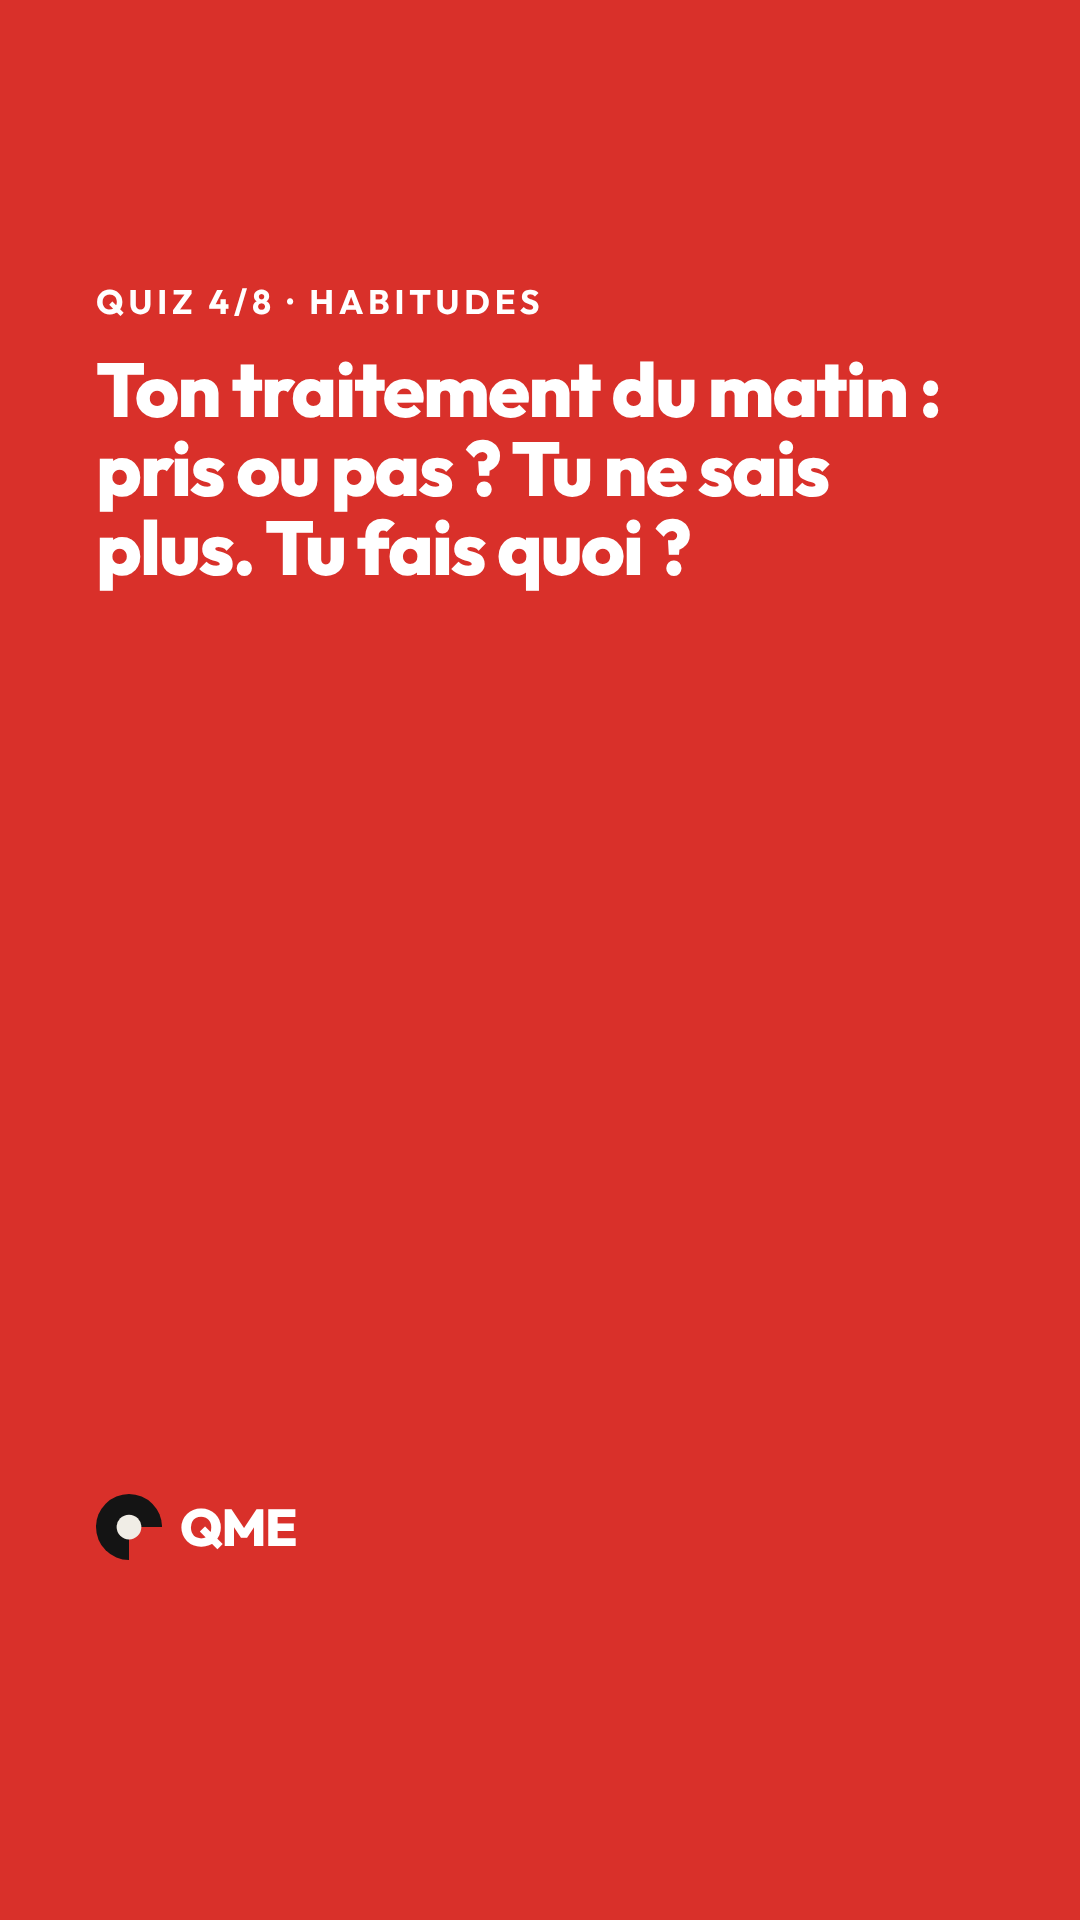 QUIZ 4/8 · HABITUDES
Ton traitement du matin :
pris ou pas ? Tu ne sais
plus. Tu fais quoi ?
QME